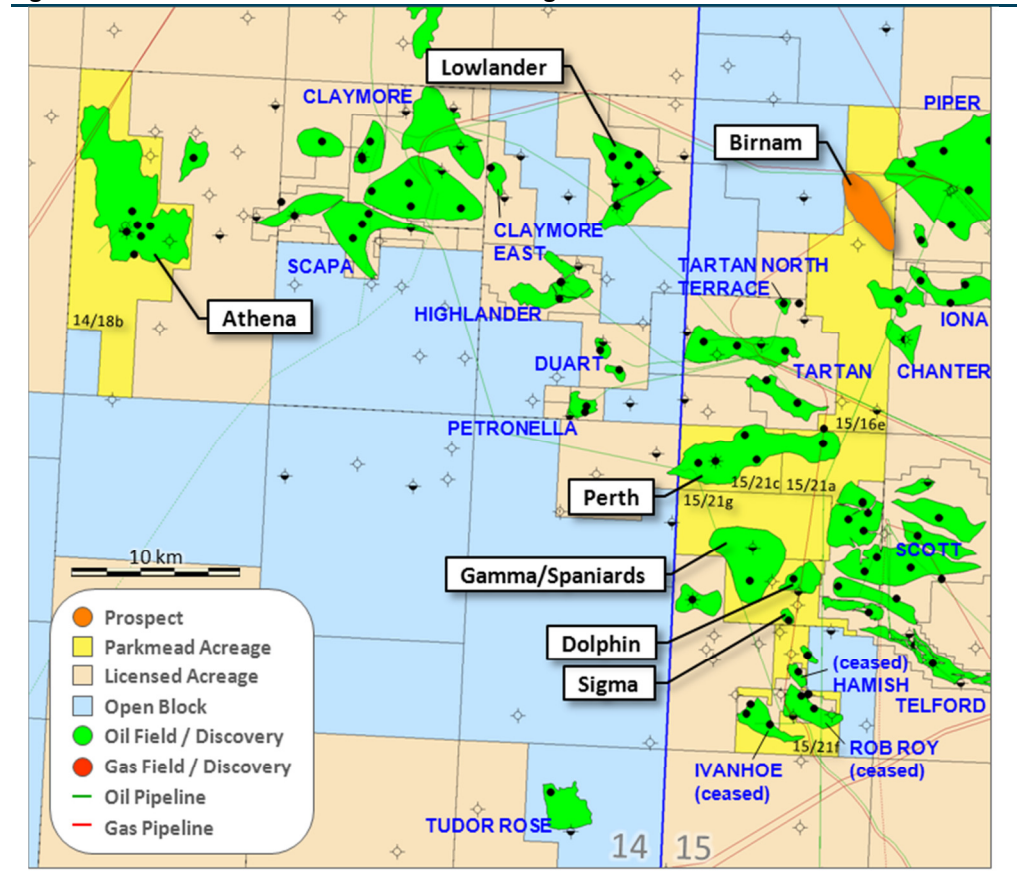 Lowlander
CLAYMORE
PIPER
Birnam
CLAYMORE
EAST
SCAPA
TARTAN NORTH
TERRACE
Athena
14/18b
HIGHLANDER
IONA
DUART
TARTAN
CHANTER
PETRONELLA
15/16e
Perth
15/21c
15/21a
15/21g
10 km
SCOTT
Gamma/Spaniards
Dolphin
Sigma
(ceased)
HAMISH
TELFORD
15/21f
ROB ROY
(ceased)
IVANHOE
(ceased)
TUDOR ROSE
14
15
Prospect
Parkmead Acreage
Licensed Acreage
Open Block
Oil Field / Discovery
Gas Field / Discovery
Oil Pipeline
Gas Pipeline